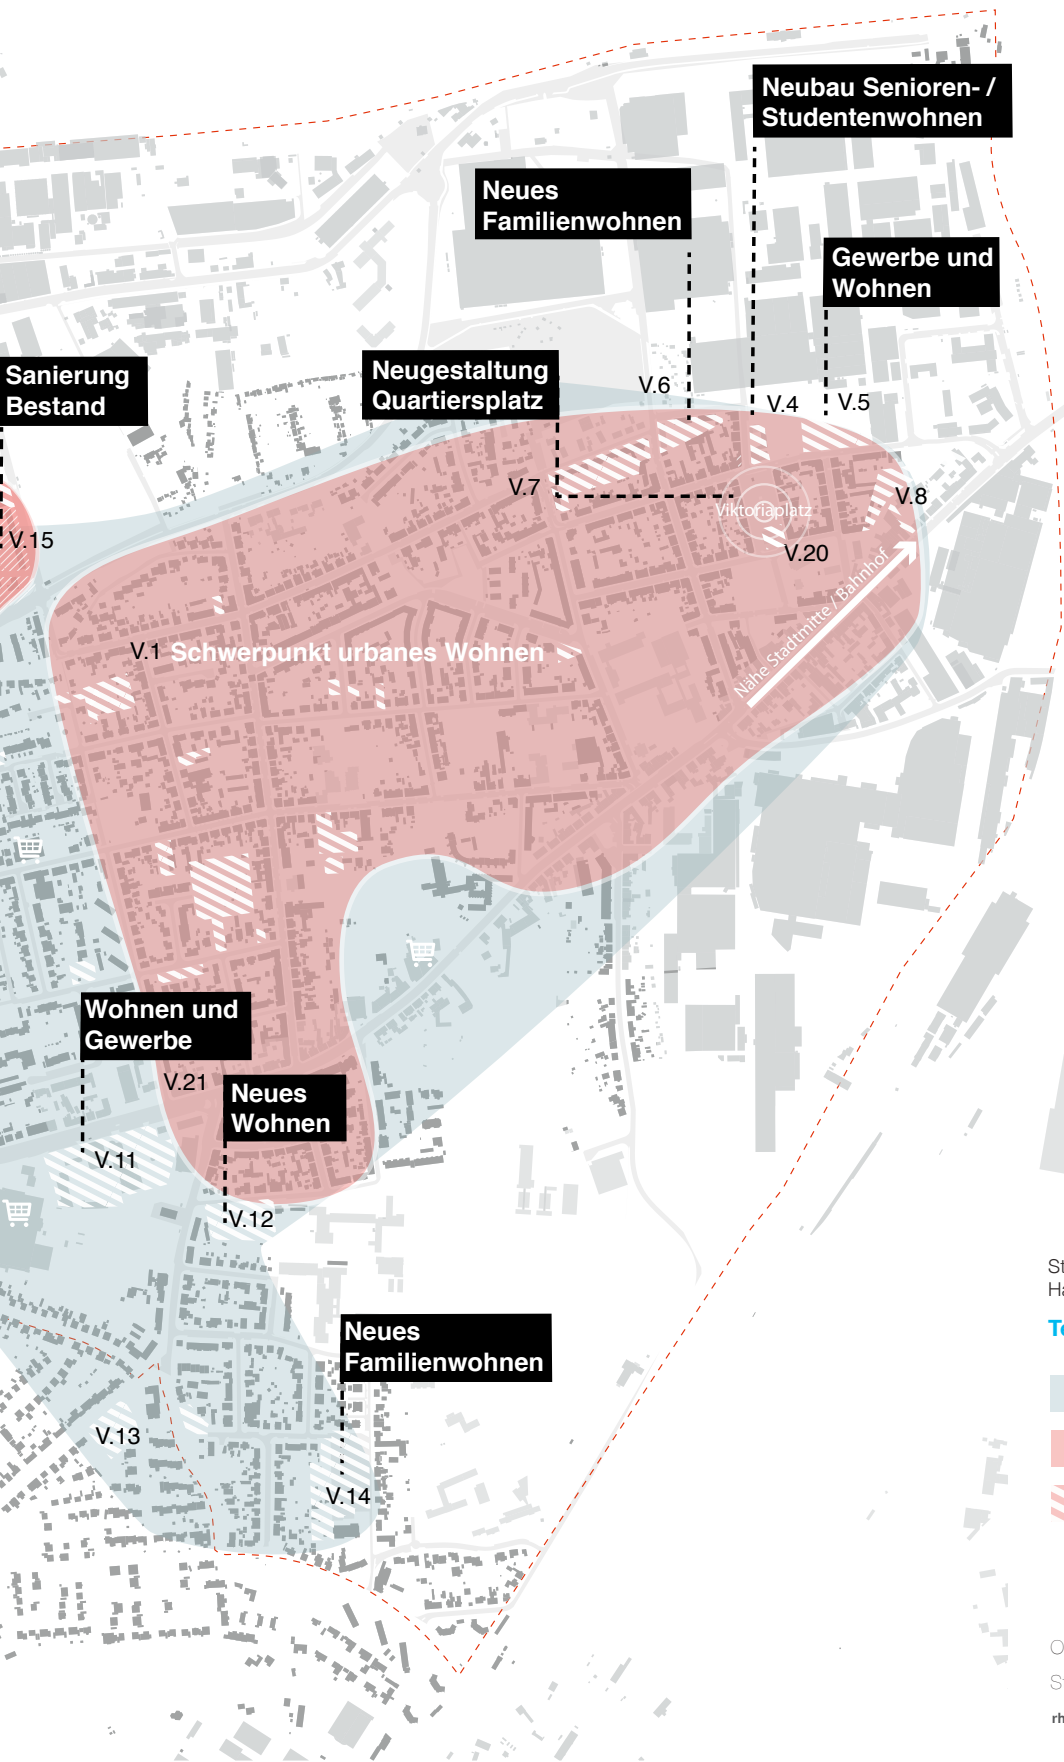 Neubau Senioren- /
Studentenwohnen
Neues
Familienwohnen
Gewerbe und
Wohnen
Sanierung
Bestand
Neugestaltung
Quartiersplatz
V.6
V.4
V.5
V.7
V.8
Viktoriaplatz
V.15
V.20
Nähe Stadtmitte / Bahnhof
V.1
Schwerpunkt urbanes Wohnen
Wohnen und
Gewerbe
V.21
Neues
Wohnen
V.11
V.12
Neues
Familienwohnen
V.13
V.14